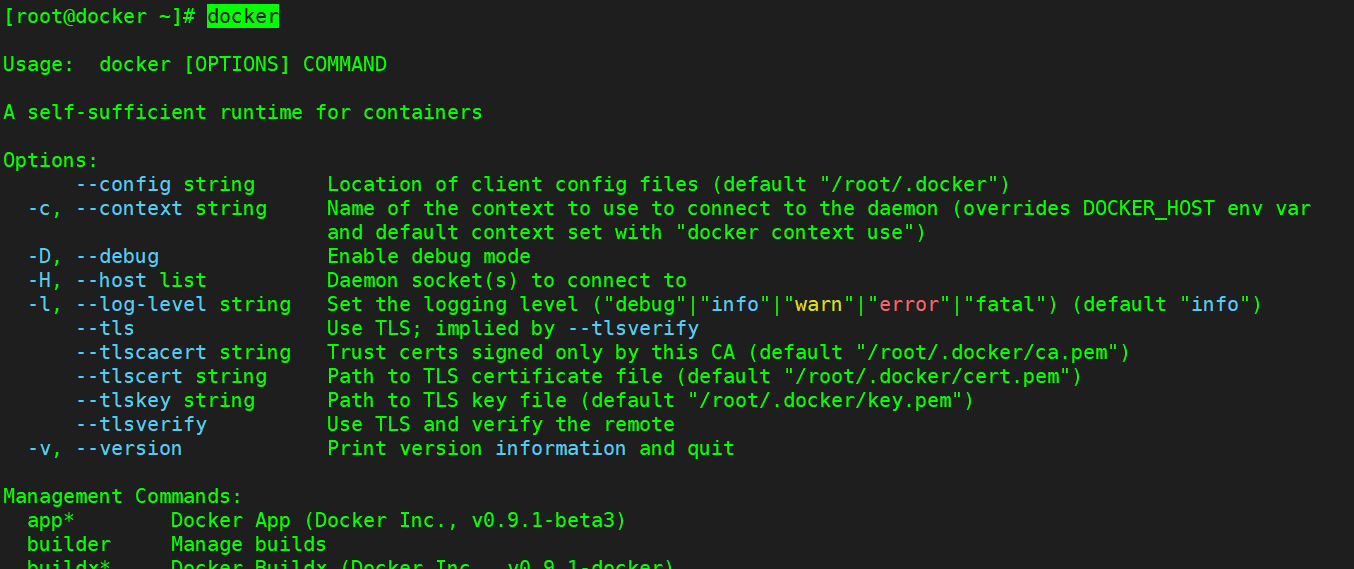 [root@docker ~]# docker
Usage:  docker [OPTIONS] COMMAND
A self-sufficient runtime for containers
Options:
      --config string      Location of client config files (default "/root/.docker")
  -c, --context string     Name of the context to use to connect to the daemon (overrides DOCKER_HOST env var
                           and default context set with "docker context use")
  -D, --debug              Enable debug mode
  -H, --host list          Daemon socket(s) to connect to
  -l, --log-level string   Set the logging level ("debug"|"info"|"warn"|"error"|"fatal") (default "info")
      --tls                Use TLS; implied by --tlsverify
      --tlscacert string   Trust certs signed only by this CA (default "/root/.docker/ca.pem")
      --tlscert string     Path to TLS certificate file (default "/root/.docker/cert.pem")
      --tlskey string      Path to TLS key file (default "/root/.docker/key.pem")
      --tlsverify          Use TLS and verify the remote
  -v, --version            Print version information and quit
Management Commands:
  app*        Docker App (Docker Inc., v0.9.1-beta3)
  builder     Manage builds
  buildx*     Docker Buildx (Docker Inc., v0.9.1-docker)